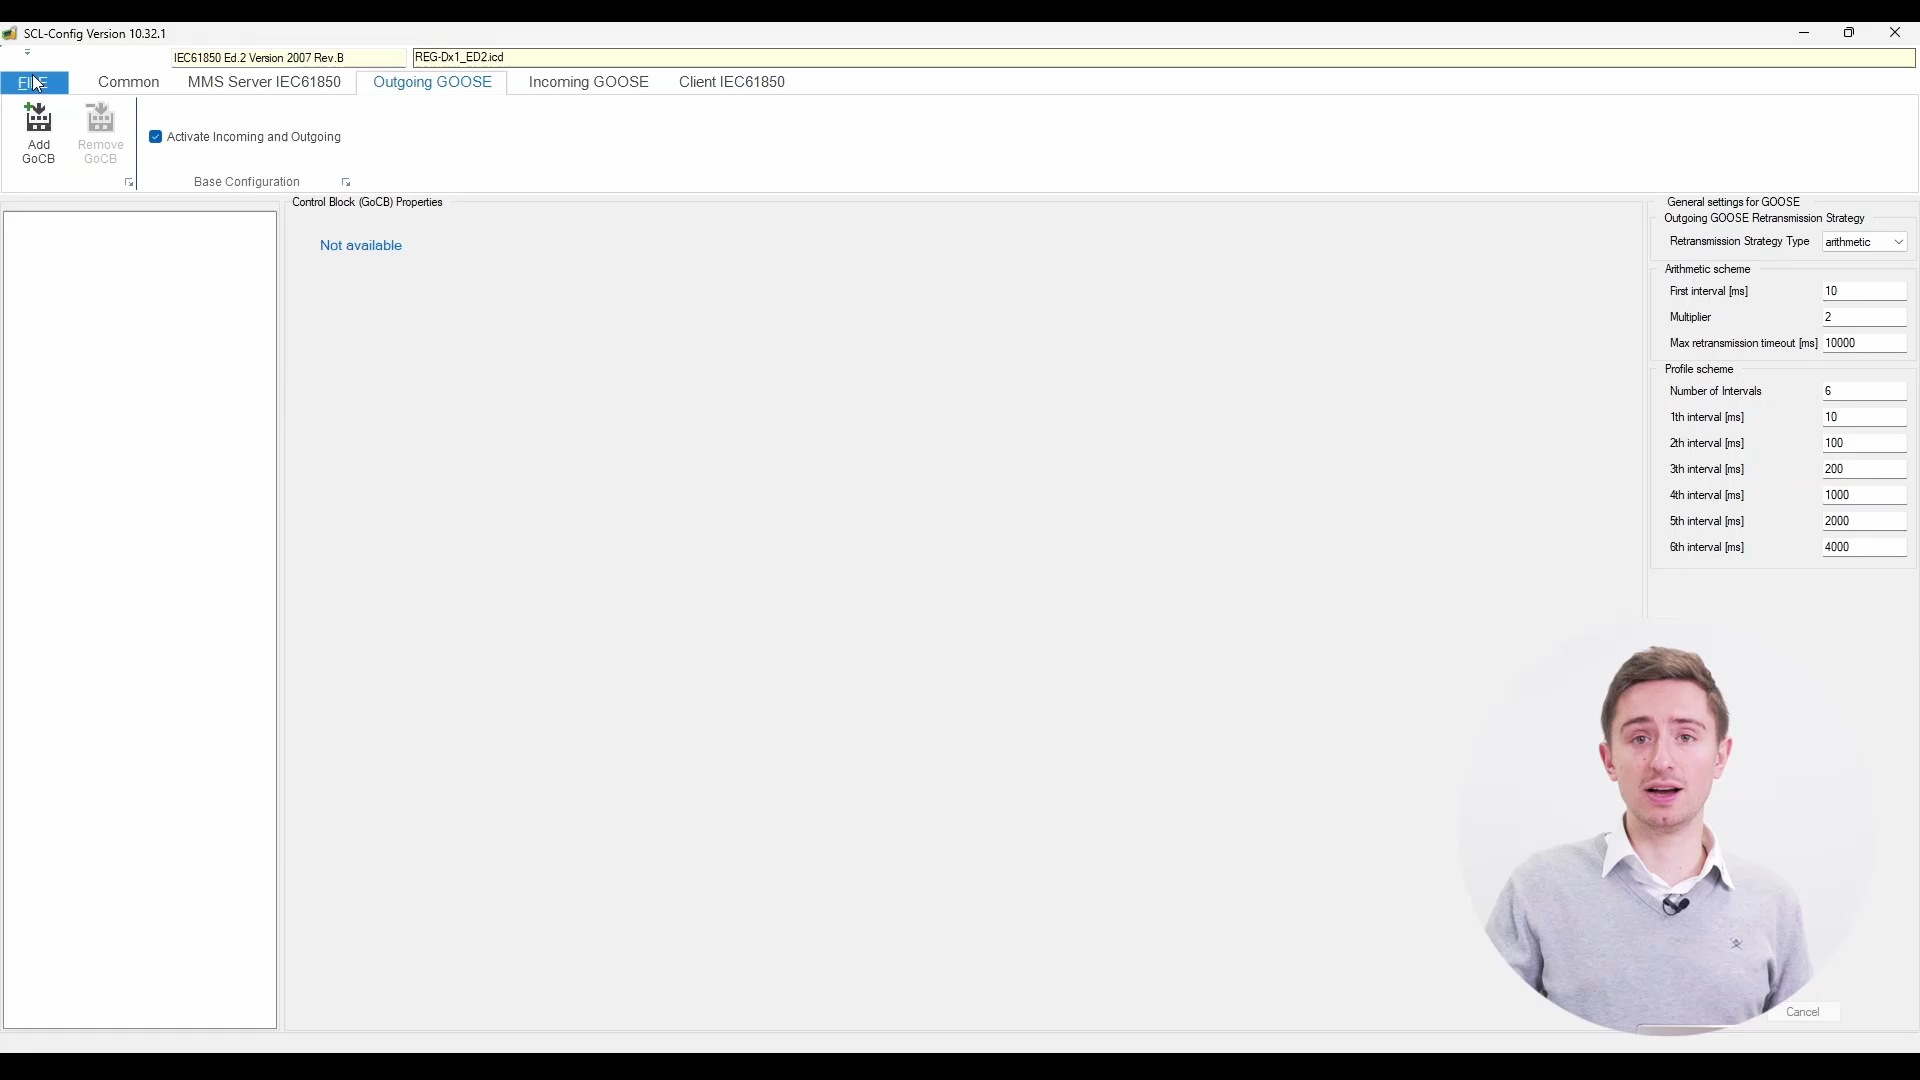 SCL-Config Version 10.32.1
IEC61850 Ed.2 Version 2007 Rev.B
REG-Dx1_ED2.icd
FILE
Common
MMS Server IEC61850
Outgoing GOOSE
Incoming GOOSE
Client IEC61850
Add
GoCB
Remove
GoCB
Activate Incoming and Outgoing
Base Configuration
Control Block (GoCB) Properties
Not available
General settings for GOOSE
Outgoing GOOSE Retransmission Strategy
Retransmission Strategy Type arithmetic
Arithmetic scheme
First interval [ms] 10
Multiplier 2
Max retransmission timeout [ms] 10000
Profile scheme
Number of Intervals 6
1th interval [ms] 10
2th interval [ms] 100
3th interval [ms] 200
4th interval [ms] 1000
5th interval [ms] 2000
6th interval [ms] 4000
Cancel